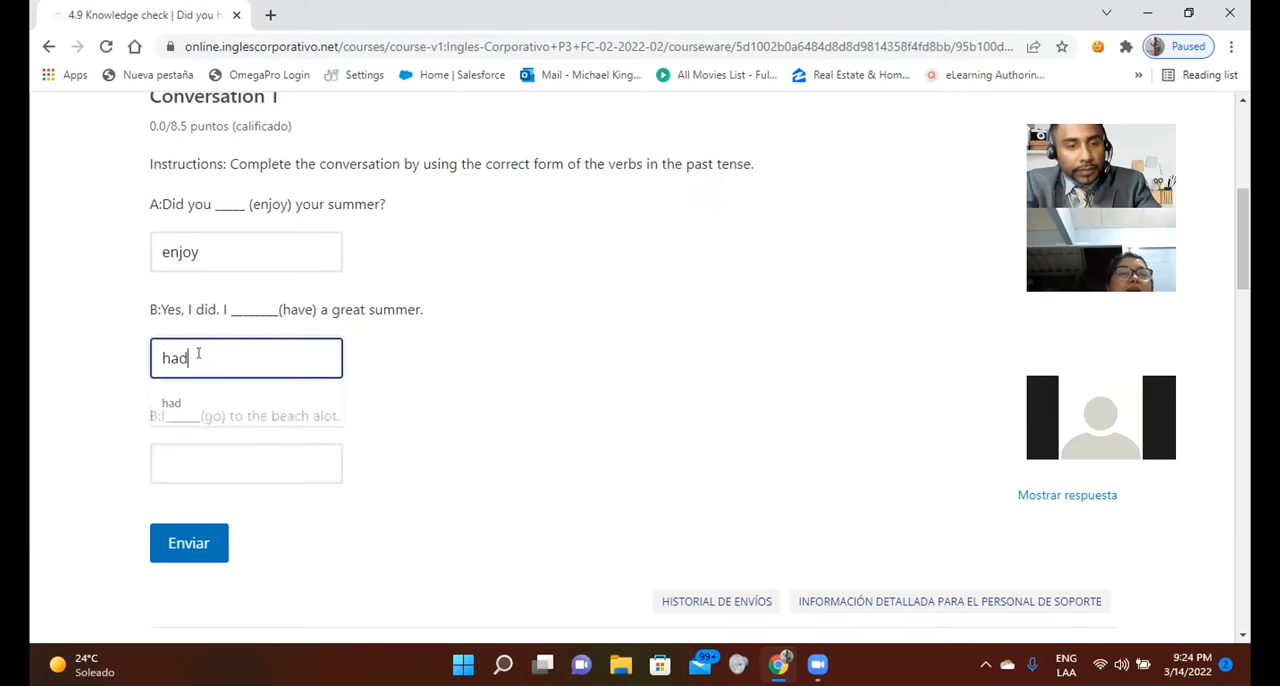 4.9 Knowledge check | Did you h
online.inglescorporativo.net/courses/course-v1:Ingles-Corporativo+P3+FC-02-2022-02/courseware/5d1002b0a6484d8d8d9814358f4fd8bb/95b100d...
Paused
Apps Nueva pestaña OmegaPro Login Settings Home | Salesforce Mail - Michael King... All Movies List - Ful... Real Estate & Hom... eLearning Authorin... » Reading list
Conversation 1
0.0/8.5 puntos (calificado)
Instructions: Complete the conversation by using the correct form of the verbs in the past tense.
A:Did you _____ (enjoy) your summer?
enjoy
B:Yes, I did. I ________(have) a great summer.
had
had
B:I______(go) to the beach alot.
Mostrar respuesta
Enviar
HISTORIAL DE ENVÍOS INFORMACIÓN DETALLADA PARA EL PERSONAL DE SOPORTE
24°C
Soleado
99+
ENG
LAA
9:24 PM
3/14/2022
2